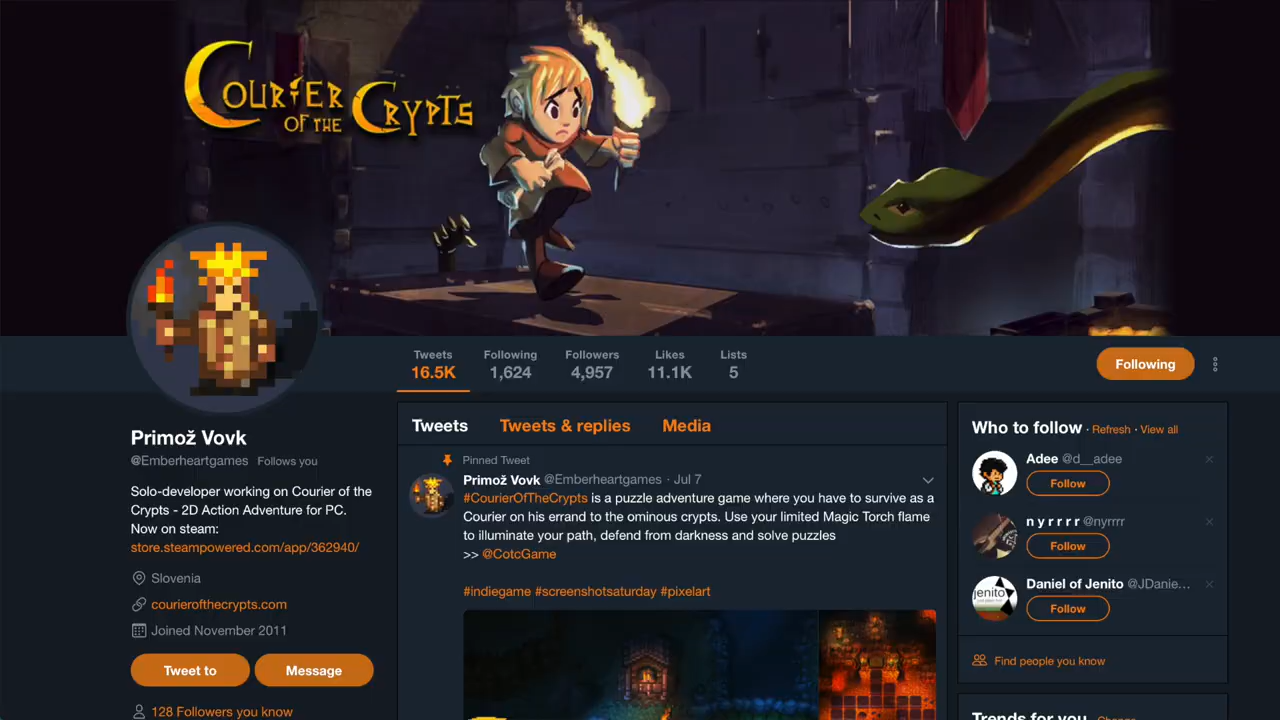 COURIER
OF THE CRYPTS
Tweets Following Followers Likes Lists
16.5K 1,624 4,957 11.1K 5
Following
Primož Vovk
@Emberheartgames Follows you
Solo-developer working on Courier of the
Crypts - 2D Action Adventure for PC.
Now on steam:
store.steampowered.com/app/362940/
Slovenia
courierofthecrypts.com
Joined November 2011
Tweet to Message
128 Followers you know
Tweets Tweets & replies Media
Pinned Tweet
Primož Vovk @Emberheartgames · Jul 7
#CourierOfTheCrypts is a puzzle adventure game where you have to survive as a
Courier on his errand to the ominous crypts. Use your limited Magic Torch flame
to illuminate your path, defend from darkness and solve puzzles
>> @CotcGame
#indiegame #screenshotsaturday #pixelart
Who to follow · Refresh · View all
Adee @d__adee
Follow
n y r r r r @nyrrrr
Follow
jenito
Daniel of Jenito @JDanie...
Follow
Find people you know
Trends for you · Change